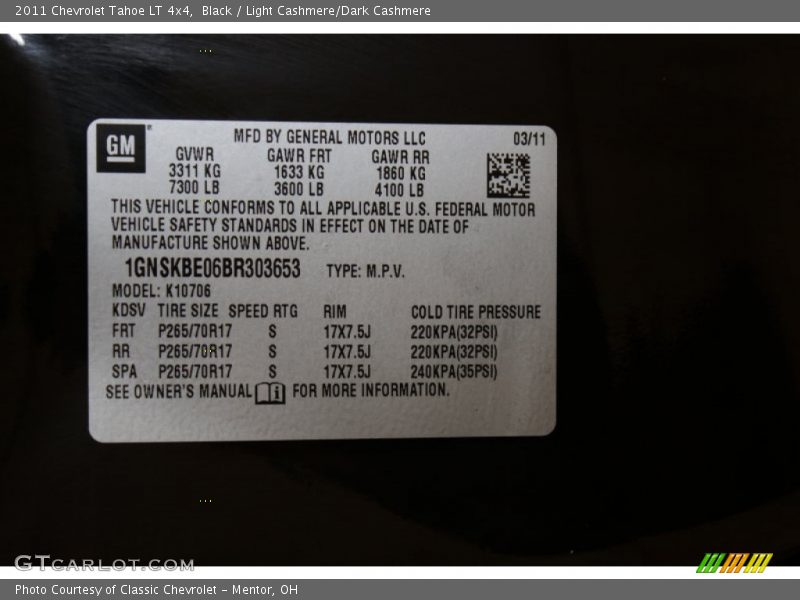 2011 Chevrolet Tahoe LT 4x4, Black / Light Cashmere/Dark Cashmere
GM
MFD BY GENERAL MOTORS LLC 03/11
GVWR GAWR FRT GAWR RR
3311 KG 1633 KG 1860 KG
7300 LB 3600 LB 4100 LB
THIS VEHICLE CONFORMS TO ALL APPLICABLE U.S. FEDERAL MOTOR
VEHICLE SAFETY STANDARDS IN EFFECT ON THE DATE OF
MANUFACTURE SHOWN ABOVE.
1GNSKBE06BR303653 TYPE: M.P.V.
MODEL: K10706
KDSV TIRE SIZE SPEED RTG RIM COLD TIRE PRESSURE
FRT P265/70R17 S 17X7.5J 220KPA(32PSI)
RR P265/70R17 S 17X7.5J 220KPA(32PSI)
SPA P265/70R17 S 17X7.5J 240KPA(35PSI)
SEE OWNER'S MANUAL i FOR MORE INFORMATION.
GTCARLOT.COM
Photo Courtesy of Classic Chevrolet - Mentor, OH